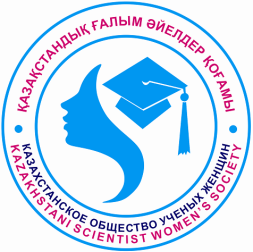 ҚАЗАҚСТАНДЫҚ ҒАЛЫМ ӘЙЕЛДЕР ҚОҒАМЫ
КАЗАХСТАНСКОЕ ОБЩЕСТВО УЧЕНЫХ ЖЕНЩИН
KAZAKHSTANI SCIENTIST WOMEN'S SOCIETY